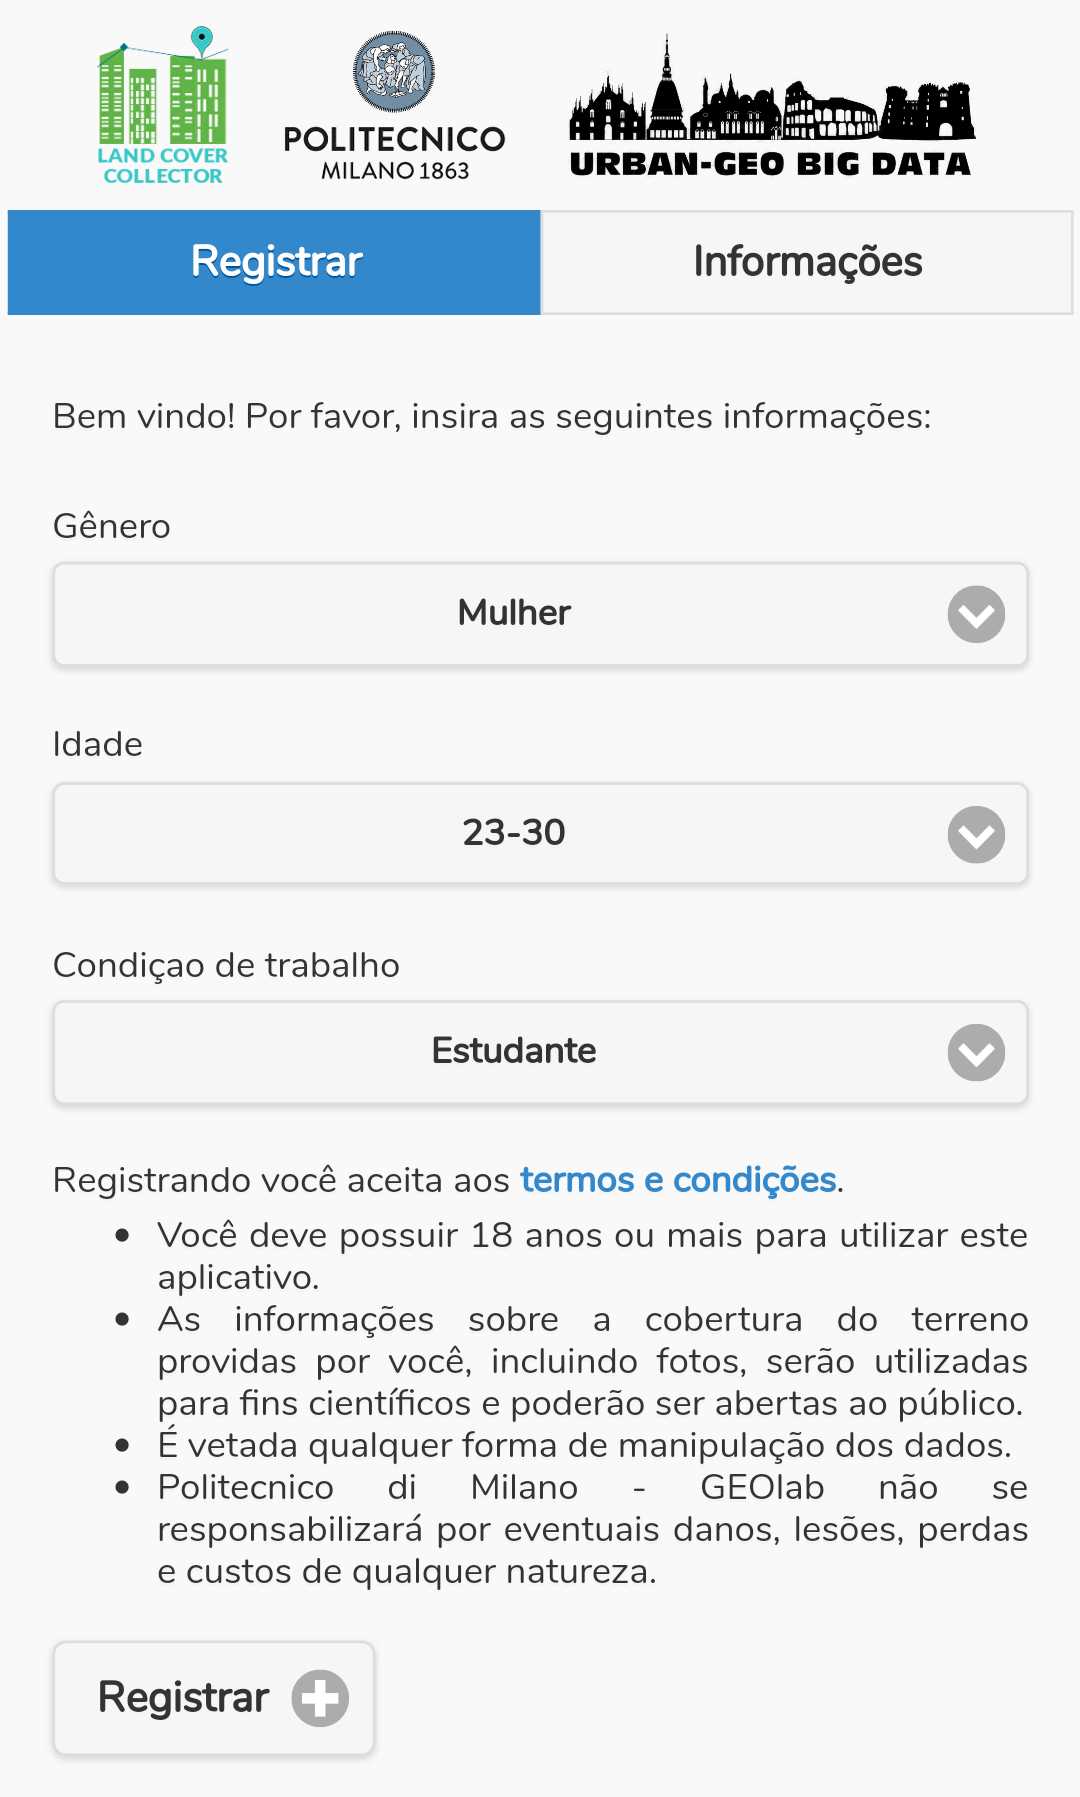 LAND COVER
COLLECTOR
POLITECNICO
MILANO 1863
URBAN-GEO BIG DATA
Registrar
Informações
Bem vindo! Por favor, insira as seguintes informações:
Gênero
Mulher
Idade
23-30
Condiçao de trabalho
Estudante
Registrando você aceita aos termos e condições.
• Você deve possuir 18 anos ou mais para utilizar este
aplicativo.
• As informações sobre a cobertura do terreno
providas por você, incluindo fotos, serão utilizadas
para fins científicos e poderão ser abertas ao público.
• É vetada qualquer forma de manipulação dos dados.
• Politecnico di Milano - GEOlab não se
responsabilizará por eventuais danos, lesões, perdas
e custos de qualquer natureza.
Registrar